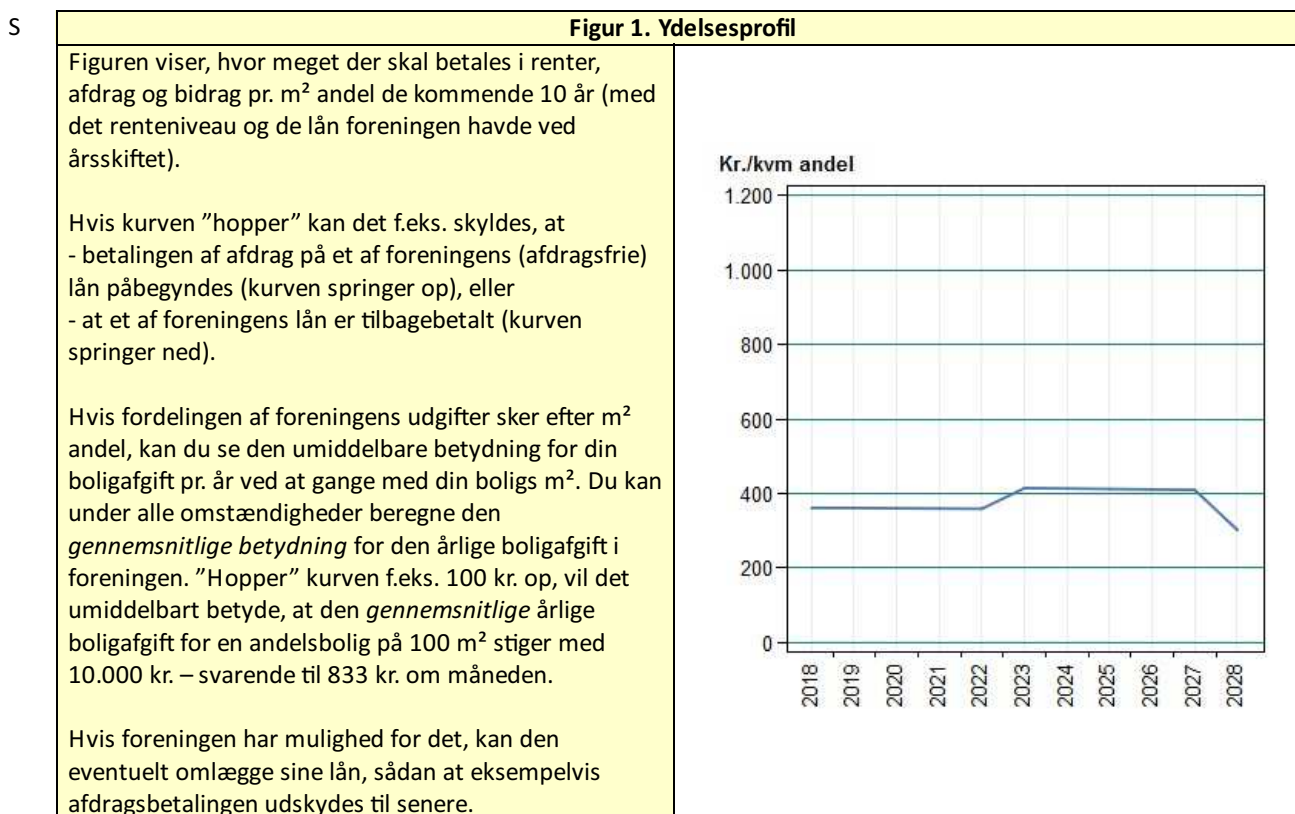 S
Figur 1. Ydelsesprofil
Figuren viser, hvor meget der skal betales i renter,
afdrag og bidrag pr. m² andel de kommende 10 år (med
det renteniveau og de lån foreningen havde ved
årsskiftet).
Hvis kurven ”hopper” kan det f.eks. skyldes, at
- betalingen af afdrag på et af foreningens (afdragsfrie)
lån påbegyndes (kurven springer op), eller
- at et af foreningens lån er tilbagebetalt (kurven
springer ned).
Hvis fordelingen af foreningens udgifter sker efter m²
andel, kan du se den umiddelbare betydning for din
boligafgift pr. år ved at gange med din boligs m². Du kan
under alle omstændigheder beregne den
gennemsnitlige betydning for den årlige boligafgift i
foreningen. ”Hopper” kurven f.eks. 100 kr. op, vil det
umiddelbart betyde, at den gennemsnitlige årlige
boligafgift for en andelsbolig på 100 m² stiger med
10.000 kr. – svarende til 833 kr. om måneden.
Hvis foreningen har mulighed for det, kan den
eventuelt omlægge sine lån, sådan at eksempelvis
afdragsbetalingen udskydes til senere.
Kr./kvm andel
1.200
1.000
800
600
400
200
0
2018
2019
2020
2021
2022
2023
2024
2025
2026
2027
2028